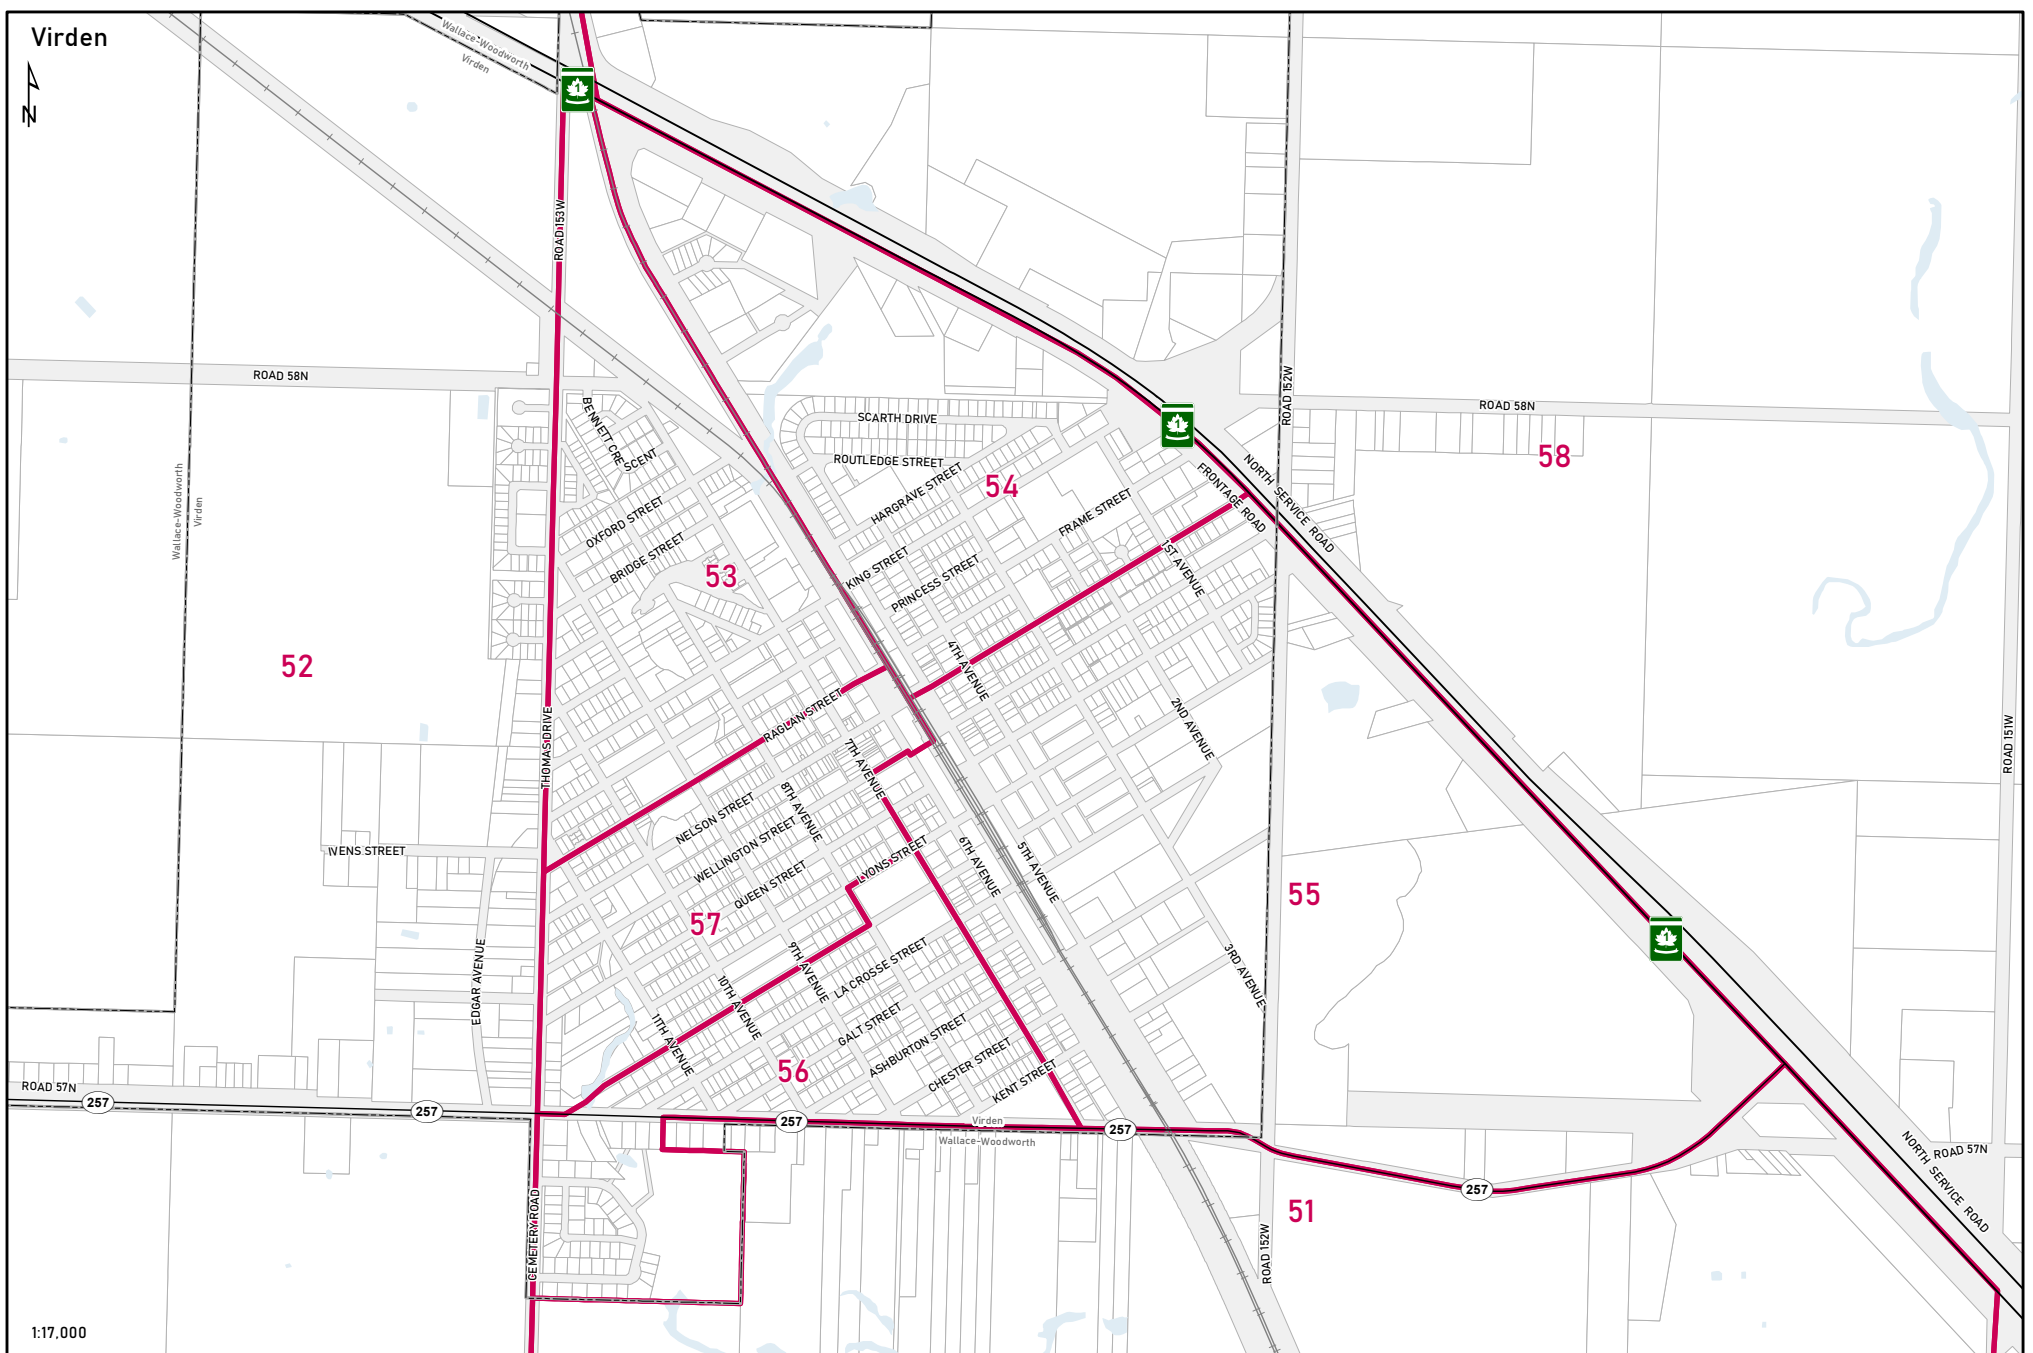 Virden
N
Wallace-Woodworth
Virden
1
ROAD 153W
ROAD 58N
BENNETT CRE
SCENT
SCARTH DRIVE
ROUTLEDGE STREET
HARGRAVE STREET
54
1
ROAD 152W
ROAD 58N
58
NORTH SERVICE ROAD
FRONTAGE ROAD
FRAME STREET
Wallace-Woodworth
Virden
OXFORD STREET
BRIDGE STREET
53
KING STREET
PRINCESS STREET
1ST AVENUE
52
4TH AVENUE
RAGLAN STREET
THOMAS DRIVE
7TH AVENUE
2ND AVENUE
ROAD 151W
NELSON STREET
8TH AVENUE
WELLINGTON STREET
IVENS STREET
LYONS STREET
6TH AVENUE
5TH AVENUE
QUEEN STREET
55
57
1
EDGAR AVENUE
9TH AVENUE
LA CROSSE STREET
3RD AVENUE
10TH AVENUE
11TH AVENUE
GALT STREET
ASHBURTON STREET
CHESTER STREET
KENT STREET
56
ROAD 57N
257
257
257
Virden
Wallace-Woodworth
257
ROAD 57N
NORTH SERVICE ROAD
257
51
CEMETERY ROAD
ROAD 152W
1:17,000